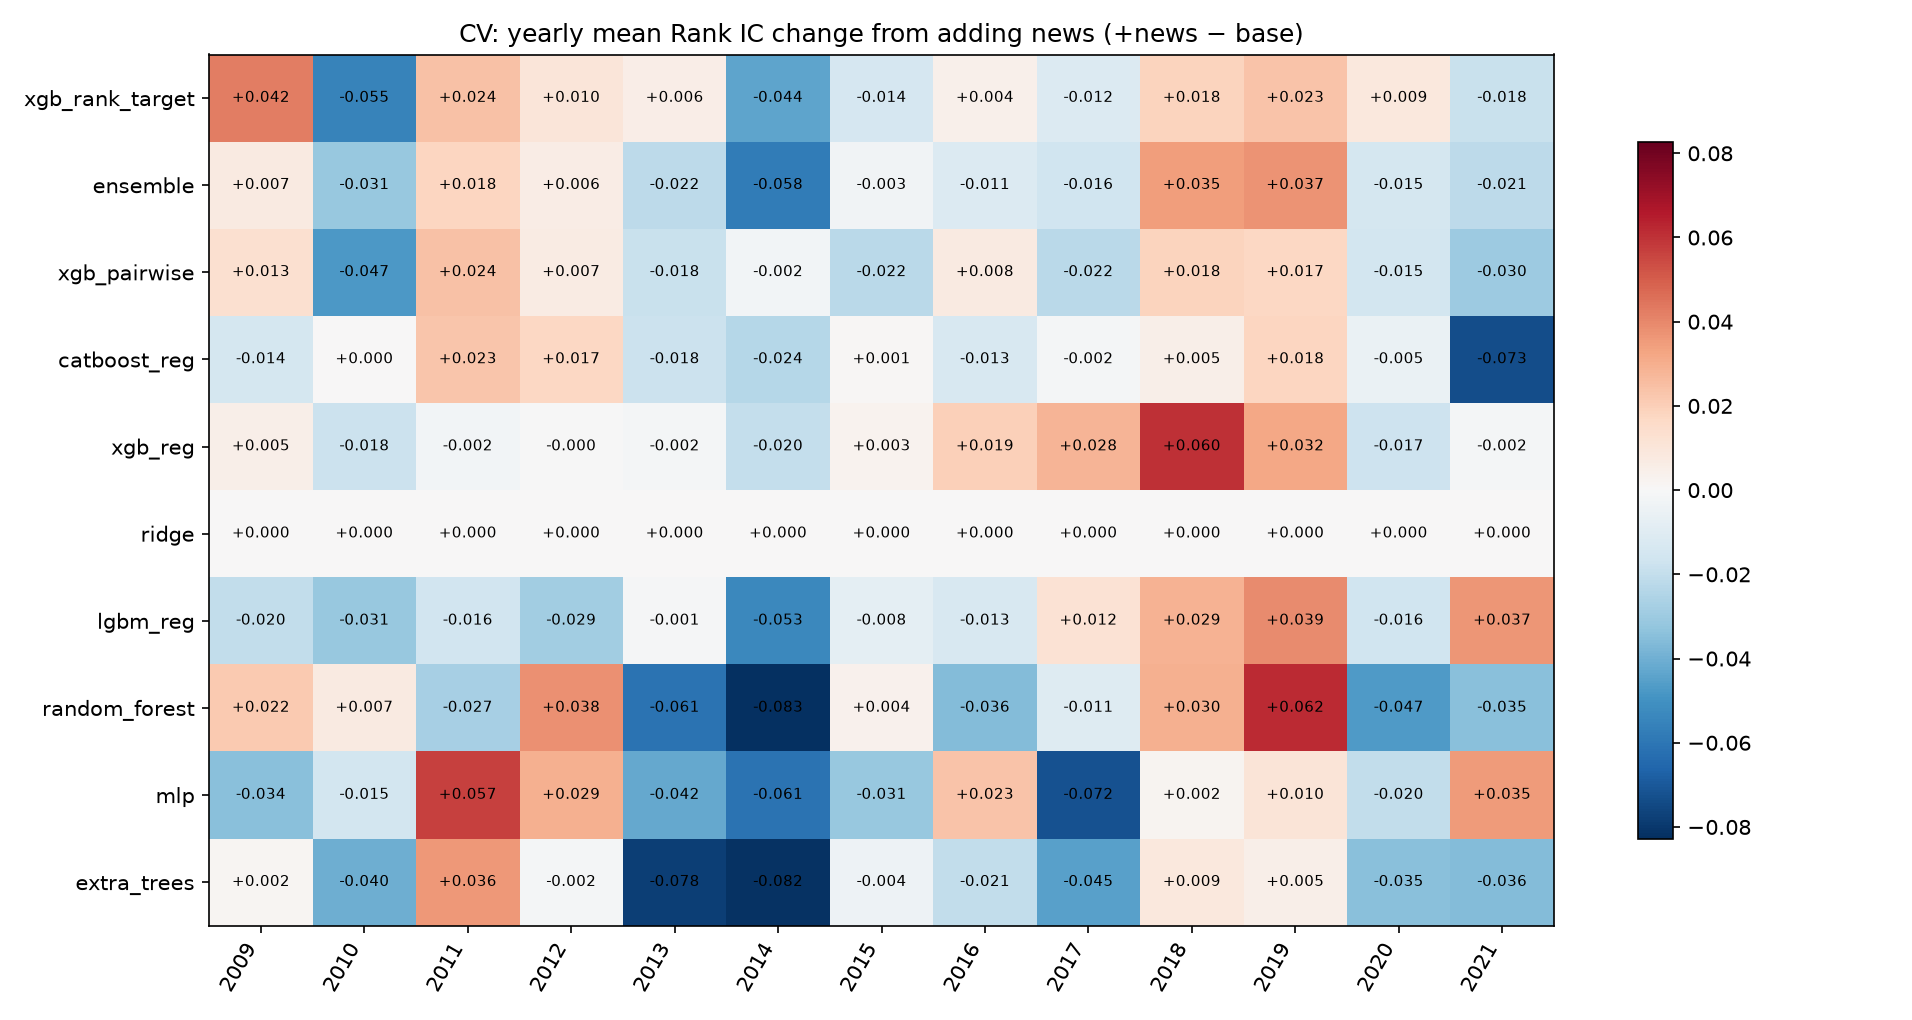 CV: yearly mean Rank IC change from adding news (+news − base)
xgb_rank_target +0.042 -0.055 +0.024 +0.010 +0.006 -0.044 -0.014 +0.004 -0.012 +0.018 +0.023 +0.009 -0.018
ensemble +0.007 -0.031 +0.018 +0.006 -0.022 -0.058 -0.003 -0.011 -0.016 +0.035 +0.037 -0.015 -0.021
xgb_pairwise +0.013 -0.047 +0.024 +0.007 -0.018 -0.002 -0.022 +0.008 -0.022 +0.018 +0.017 -0.015 -0.030
catboost_reg -0.014 +0.000 +0.023 +0.017 -0.018 -0.024 +0.001 -0.013 -0.002 +0.005 +0.018 -0.005 -0.073
xgb_reg +0.005 -0.018 -0.002 -0.000 -0.002 -0.020 +0.003 +0.019 +0.028 +0.060 +0.032 -0.017 -0.002
ridge +0.000 +0.000 +0.000 +0.000 +0.000 +0.000 +0.000 +0.000 +0.000 +0.000 +0.000 +0.000 +0.000
lgbm_reg -0.020 -0.031 -0.016 -0.029 -0.001 -0.053 -0.008 -0.013 +0.012 +0.029 +0.039 -0.016 +0.037
random_forest +0.022 +0.007 -0.027 +0.038 -0.061 -0.083 +0.004 -0.036 -0.011 +0.030 +0.062 -0.047 -0.035
mlp -0.034 -0.015 +0.057 +0.029 -0.042 -0.061 -0.031 +0.023 -0.072 +0.002 +0.010 -0.020 +0.035
extra_trees +0.002 -0.040 +0.036 -0.002 -0.078 -0.082 -0.004 -0.021 -0.045 +0.009 +0.005 -0.035 -0.036
2009 2010 2011 2012 2013 2014 2015 2016 2017 2018 2019 2020 2021
0.08
0.06
0.04
0.02
0.00
−0.02
−0.04
−0.06
−0.08